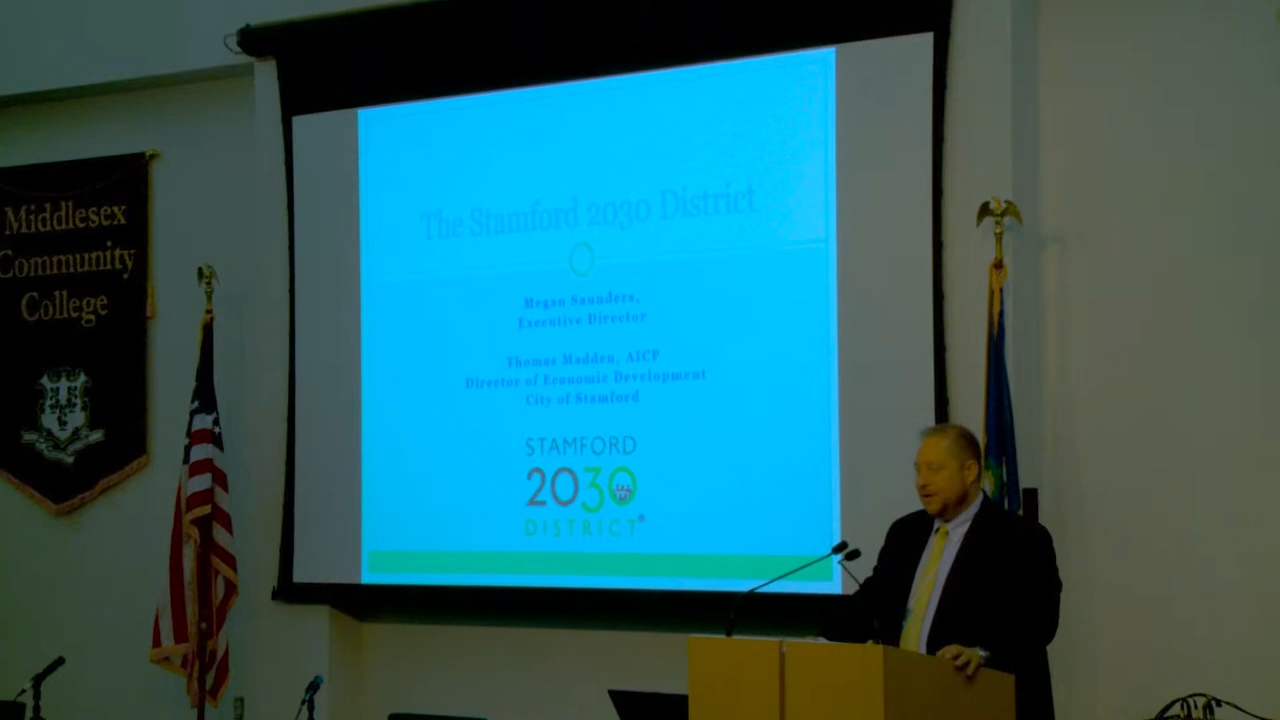 Middlesex
Community
College
The Stamford 2030 District
Megan Saunders,
Executive Director
Thomas Madden, AICP
Director of Economic Development
City of Stamford
STAMFORD
2030
DISTRICT®